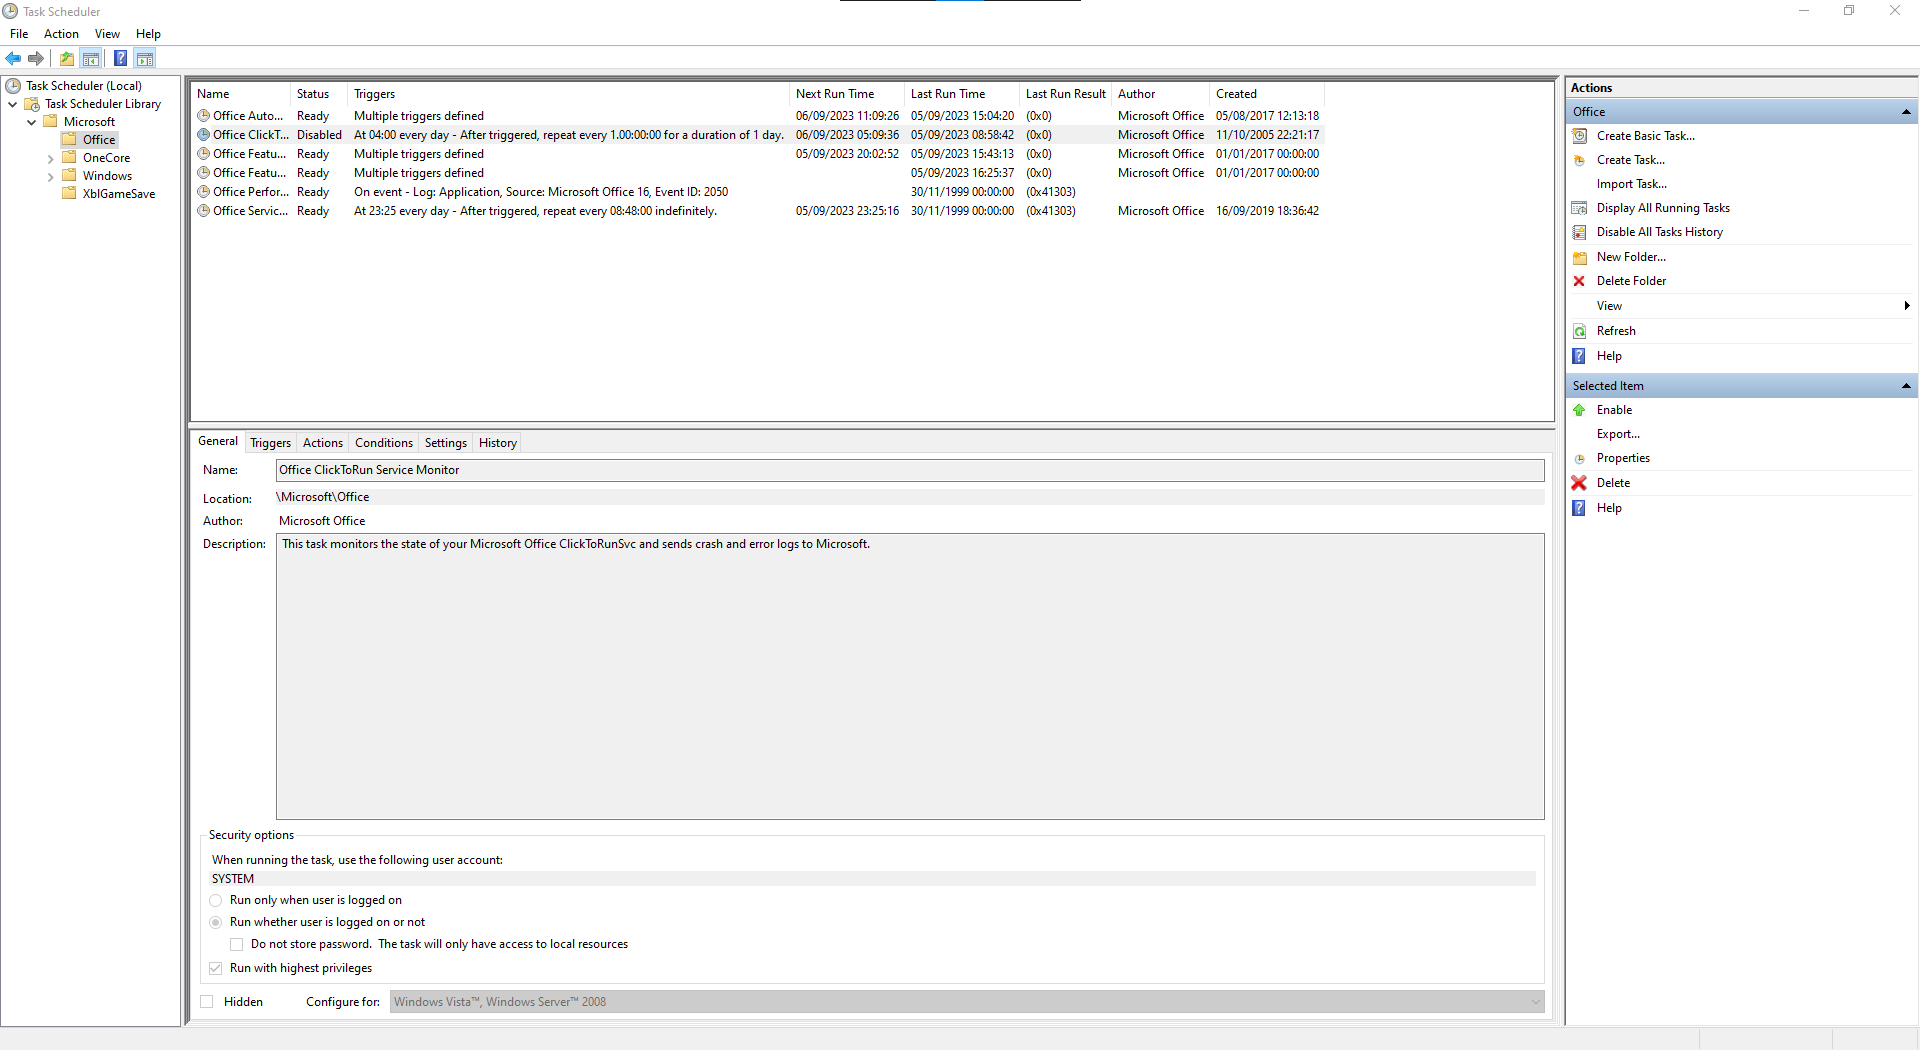 Task Scheduler
File Action View Help
Task Scheduler (Local)
Task Scheduler Library
Microsoft
Office
OneCore
Windows
XblGameSave
Name Status Triggers Next Run Time Last Run Time Last Run Result Author Created
Office Auto... Ready Multiple triggers defined 06/09/2023 11:09:26 05/09/2023 15:04:20 (0x0) Microsoft Office 05/08/2017 12:13:18
Office ClickT... Disabled At 04:00 every day - After triggered, repeat every 1.00:00:00 for a duration of 1 day. 06/09/2023 05:09:36 05/09/2023 08:58:42 (0x0) Microsoft Office 11/10/2005 22:21:17
Office Featu... Ready Multiple triggers defined 05/09/2023 20:02:52 05/09/2023 15:43:13 (0x0) Microsoft Office 01/01/2017 00:00:00
Office Featu... Ready Multiple triggers defined 05/09/2023 16:25:37 (0x0) Microsoft Office 01/01/2017 00:00:00
Office Perfor... Ready On event - Log: Application, Source: Microsoft Office 16, Event ID: 2050 30/11/1999 00:00:00 (0x41303)
Office Servic... Ready At 23:25 every day - After triggered, repeat every 08:48:00 indefinitely. 05/09/2023 23:25:16 30/11/1999 00:00:00 (0x41303) Microsoft Office 16/09/2019 18:36:42
General Triggers Actions Conditions Settings History
Name: Office ClickToRun Service Monitor
Location: \Microsoft\Office
Author: Microsoft Office
Description: This task monitors the state of your Microsoft Office ClickToRunSvc and sends crash and error logs to Microsoft.
Security options
When running the task, use the following user account:
SYSTEM
Run only when user is logged on
Run whether user is logged on or not
Do not store password. The task will only have access to local resources
Run with highest privileges
Hidden Configure for: Windows Vista™, Windows Server™ 2008
Actions
Office
Create Basic Task...
Create Task...
Import Task...
Display All Running Tasks
Disable All Tasks History
New Folder...
Delete Folder
View
Refresh
Help
Selected Item
Enable
Export...
Properties
Delete
Help